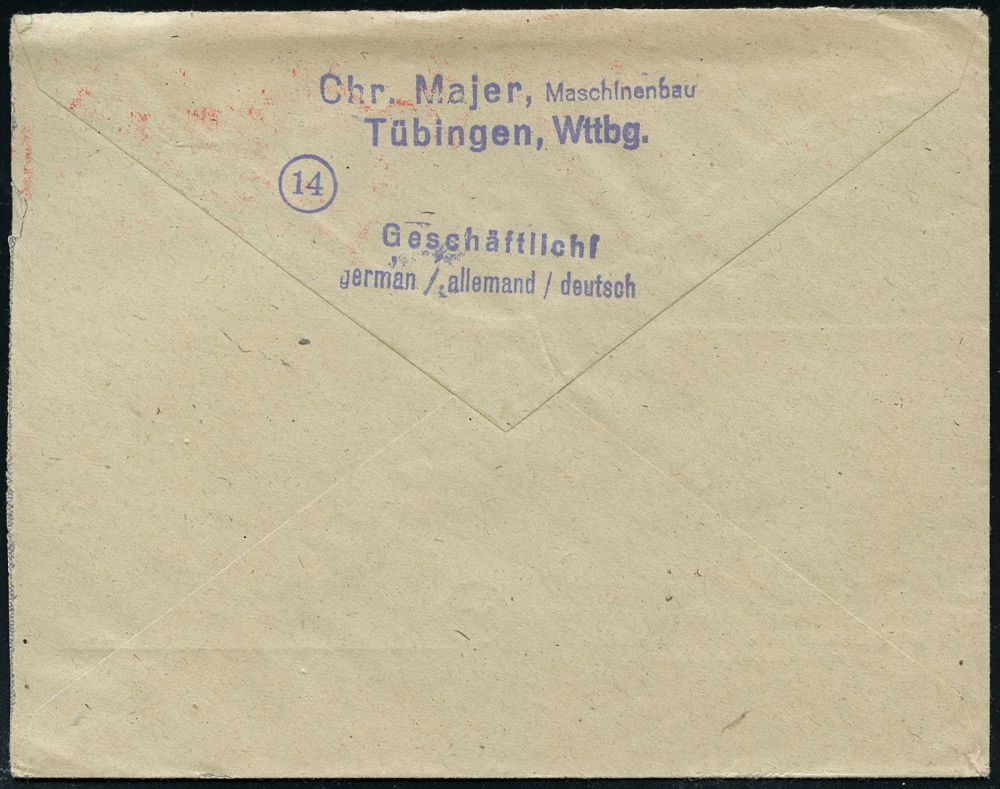 Chr. Majer, Maschinenbau
Tübingen, Wttbg.
14
Geschäftlich!
german / allemand / deutsch